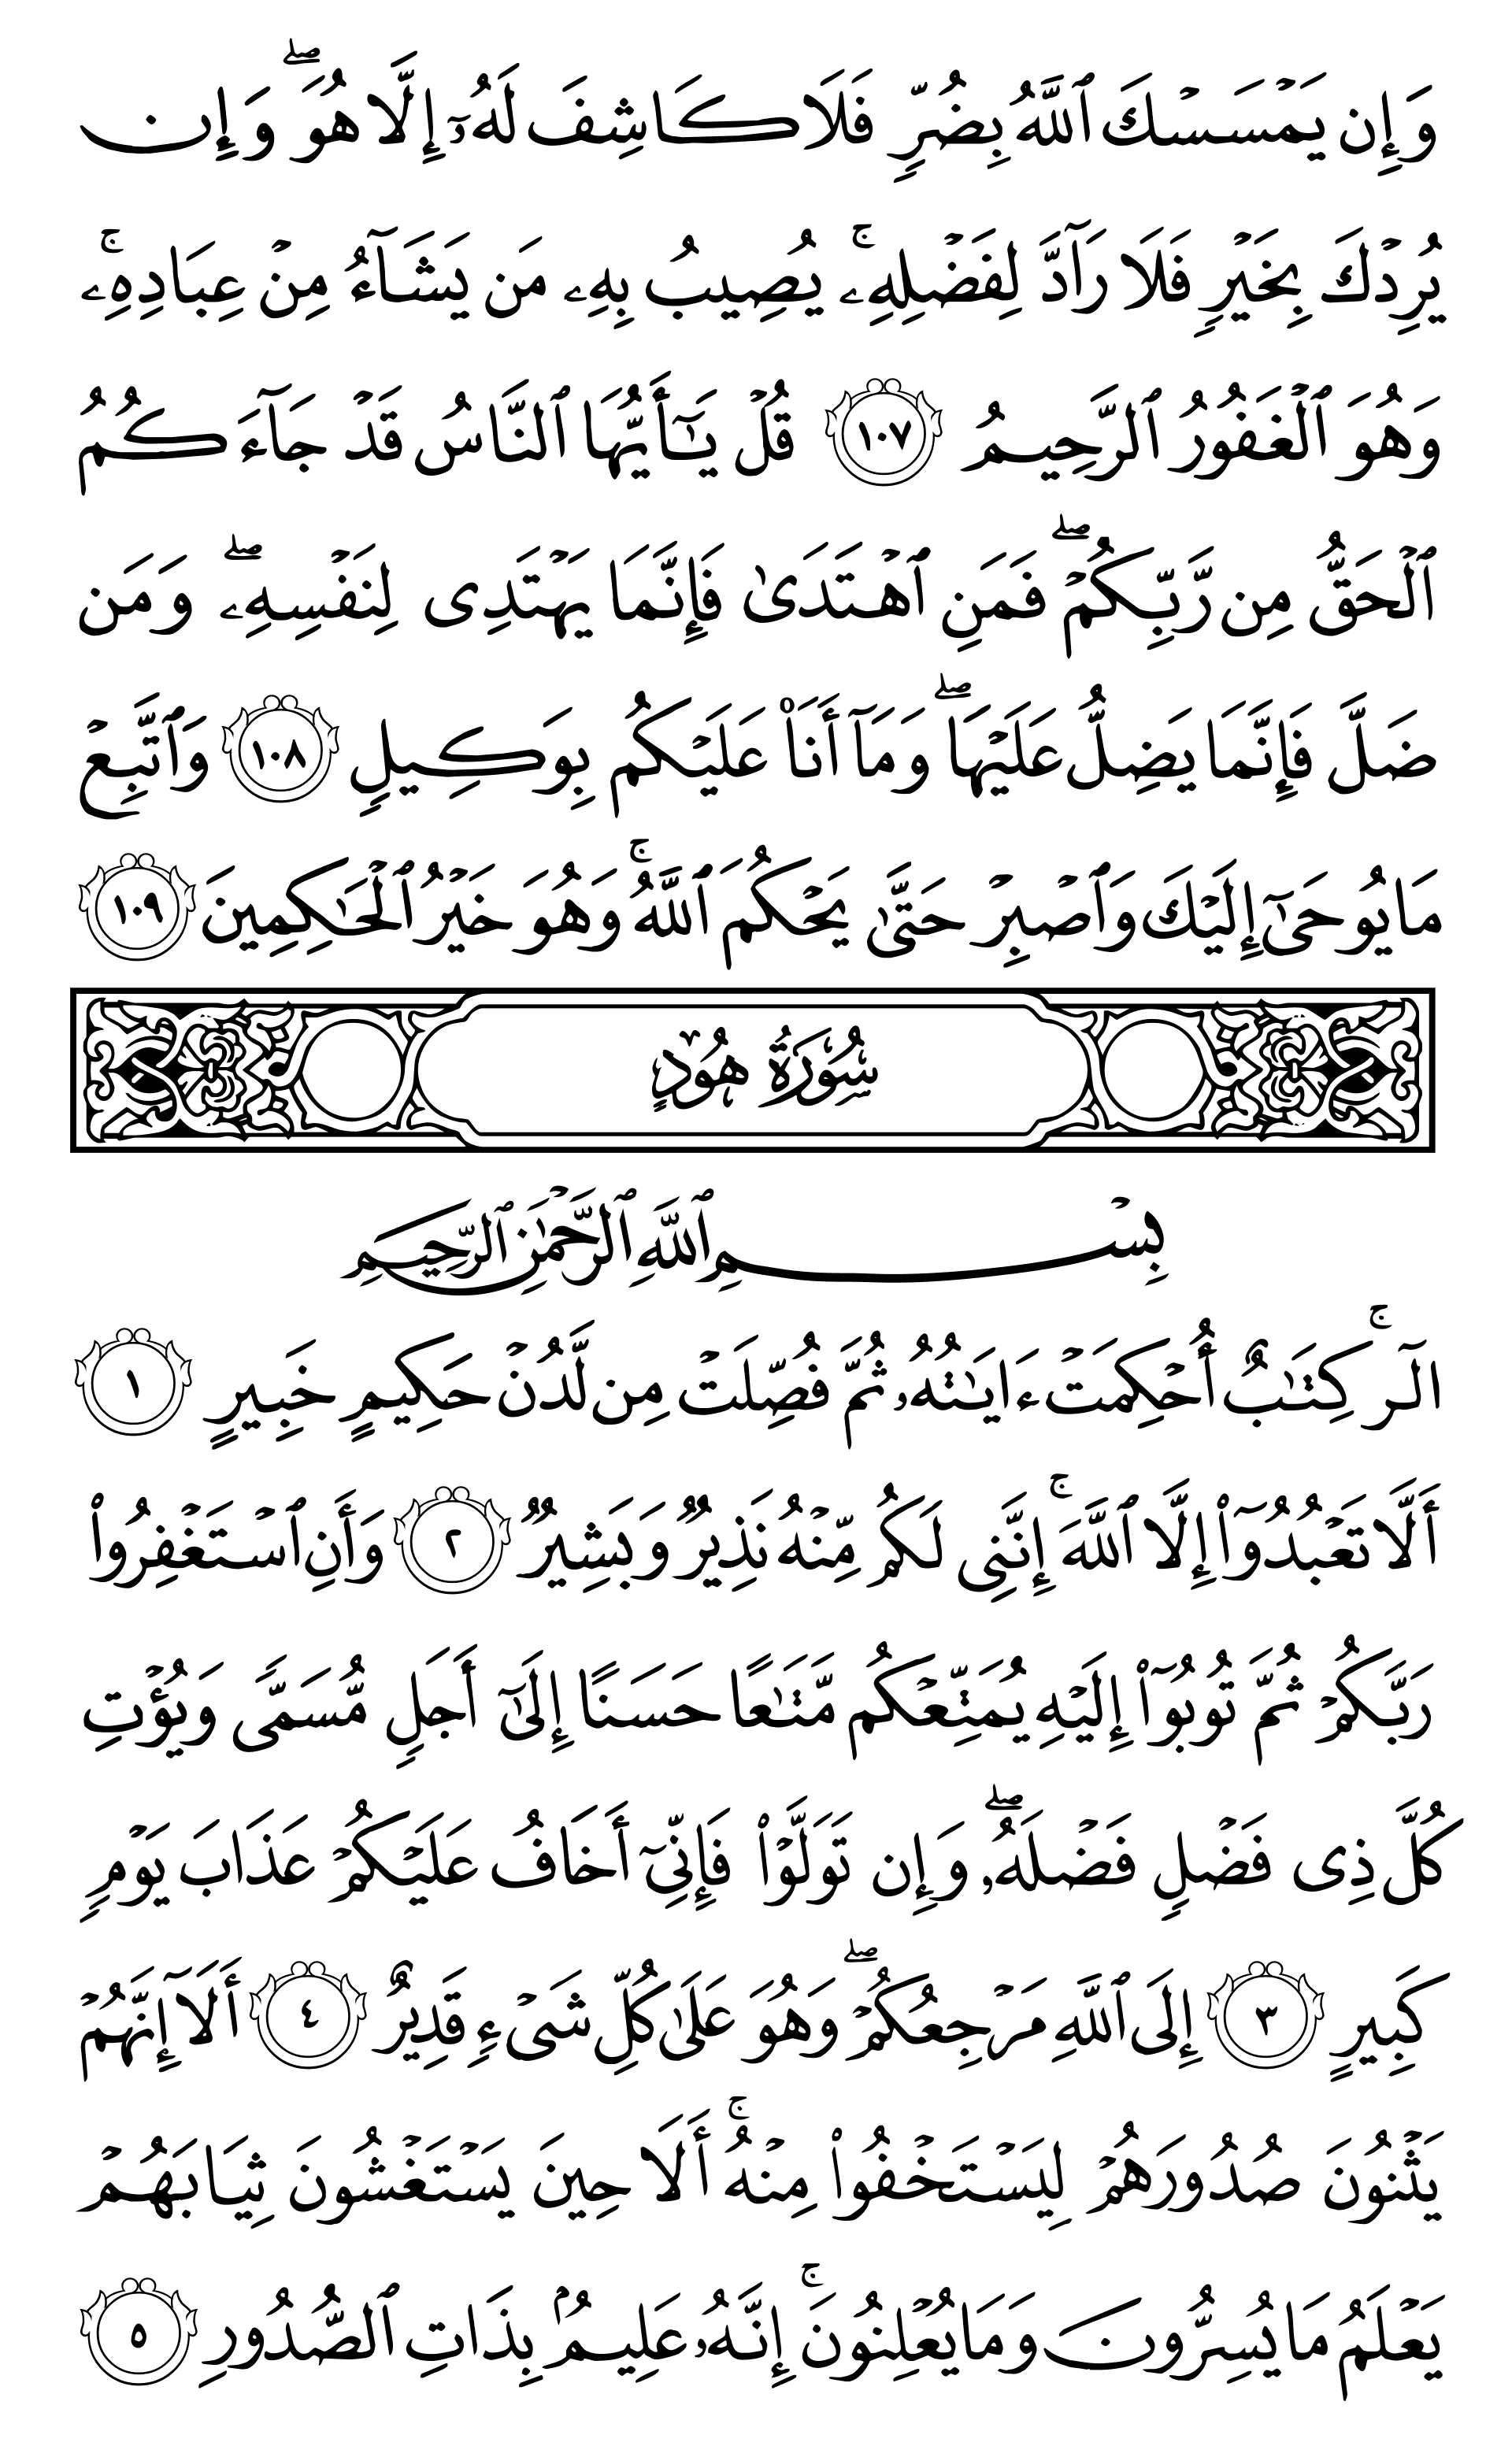 وَإِن يَمۡسَسۡكَ ٱللَّهُ بِضُرّٖ فَلَا كَاشِفَ لَهُۥٓ إِلَّا هُوَۖ وَإِن
يُرِدۡكَ بِخَيۡرٖ فَلَا رَآدَّ لِفَضۡلِهِۦۚ يُصِيبُ بِهِۦ مَن يَشَآءُ مِنۡ عِبَادِهِۦۚ
وَهُوَ ٱلۡغَفُورُ ٱلرَّحِيمُ ١٠٧ قُلۡ يَٰٓأَيُّهَا ٱلنَّاسُ قَدۡ جَآءَكُمُ
ٱلۡحَقُّ مِن رَّبِّكُمۡۖ فَمَنِ ٱهۡتَدَىٰ فَإِنَّمَا يَهۡتَدِي لِنَفۡسِهِۦۖ وَمَن
ضَلَّ فَإِنَّمَا يَضِلُّ عَلَيۡهَاۖ وَمَآ أَنَا۠ عَلَيۡكُم بِوَكِيلٖ ١٠٨ وَٱتَّبِعۡ
مَا يُوحَىٰٓ إِلَيۡكَ وَٱصۡبِرۡ حَتَّىٰ يَحۡكُمَ ٱللَّهُۚ وَهُوَ خَيۡرُ ٱلۡحَٰكِمِينَ ١٠٩
سُورَةُ هُودٍ
بِسۡمِ ٱللَّهِ ٱلرَّحۡمَٰنِ ٱلرَّحِيمِ
الٓرۚ كِتَٰبٌ أُحۡكِمَتۡ ءَايَٰتُهُۥ ثُمَّ فُصِّلَتۡ مِن لَّدُنۡ حَكِيمٍ خَبِيرٍ ١
أَلَّا تَعۡبُدُوٓاْ إِلَّا ٱللَّهَۚ إِنَّنِي لَكُم مِّنۡهُ نَذِيرٞ وَبَشِيرٞ ٢ وَأَنِ ٱسۡتَغۡفِرُواْ
رَبَّكُمۡ ثُمَّ تُوبُوٓاْ إِلَيۡهِ يُمَتِّعۡكُم مَّتَٰعًا حَسَنًا إِلَىٰٓ أَجَلٖ مُّسَمّٗى وَيُؤۡتِ
كُلَّ ذِي فَضۡلٖ فَضۡلَهُۥۖ وَإِن تَوَلَّوۡاْ فَإِنِّيٓ أَخَافُ عَلَيۡكُمۡ عَذَابَ يَوۡمٖ
كَبِيرٍ ٣ إِلَى ٱللَّهِ مَرۡجِعُكُمۡۖ وَهُوَ عَلَىٰ كُلِّ شَيۡءٖ قَدِيرٌ ٤ أَلَآ إِنَّهُمۡ
يَثۡنُونَ صُدُورَهُمۡ لِيَسۡتَخۡفُواْ مِنۡهُۚ أَلَا حِينَ يَسۡتَغۡشُونَ ثِيَابَهُمۡ
يَعۡلَمُ مَا يُسِرُّونَ وَمَا يُعۡلِنُونَۚ إِنَّهُۥ عَلِيمُۢ بِذَاتِ ٱلصُّدُورِ ٥